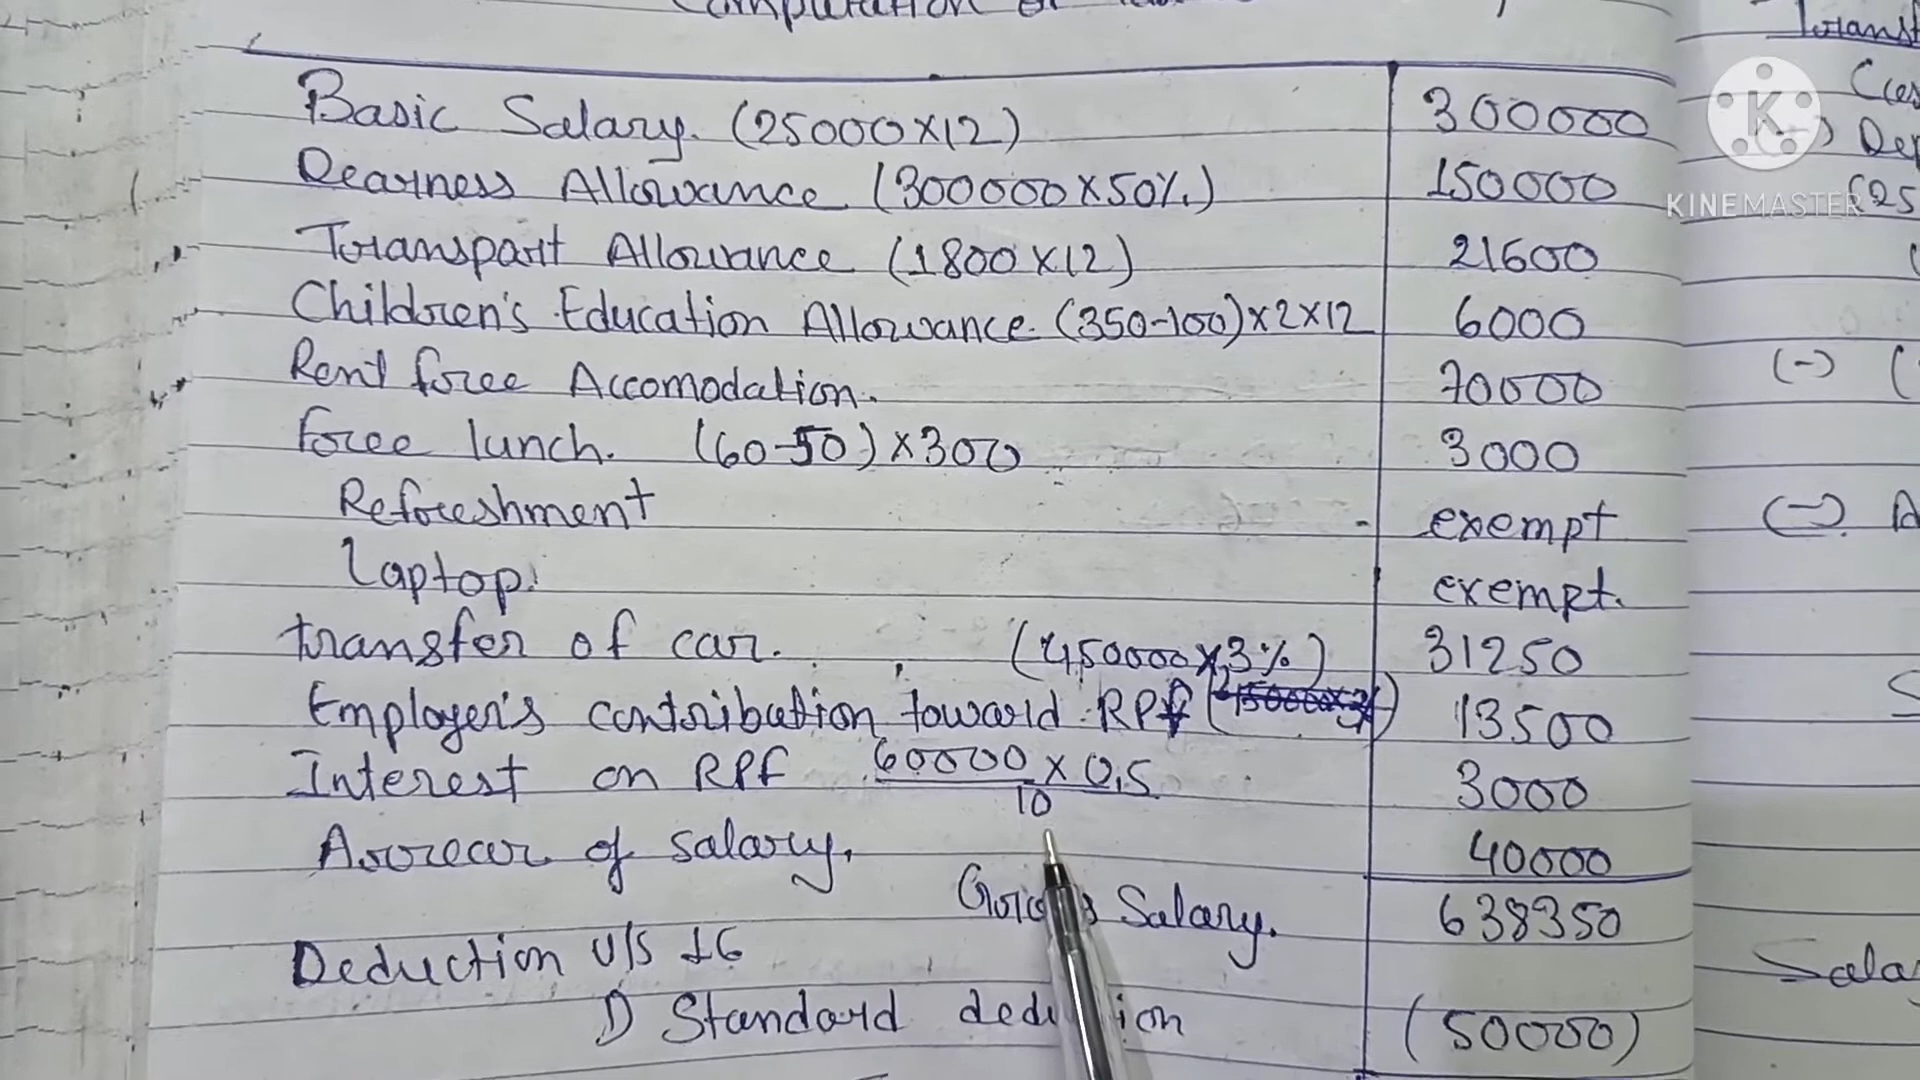 Computation of
Basic Salary. (25000×12) 300000
Dearness Allowance (300000×50%) 150000
Transport Allowance (1800×12) 21600
Children's Education Allowance. (350-100)×2×12 6000
Rent free Accomodation. 70000
free lunch. (60-50)×300 3000
Refreshment exempt
Laptop. exempt.
transfer of car. 31250
(450000×3%)
Employer's contribution toward RPf 13500
Interest on RPf 60000×0.5 3000
10
Arrear of salary. 40000
Salary. 638350
Deduction U/S 16
1) Standard (50000)
K
KINEMASTER
(-) (
(-)